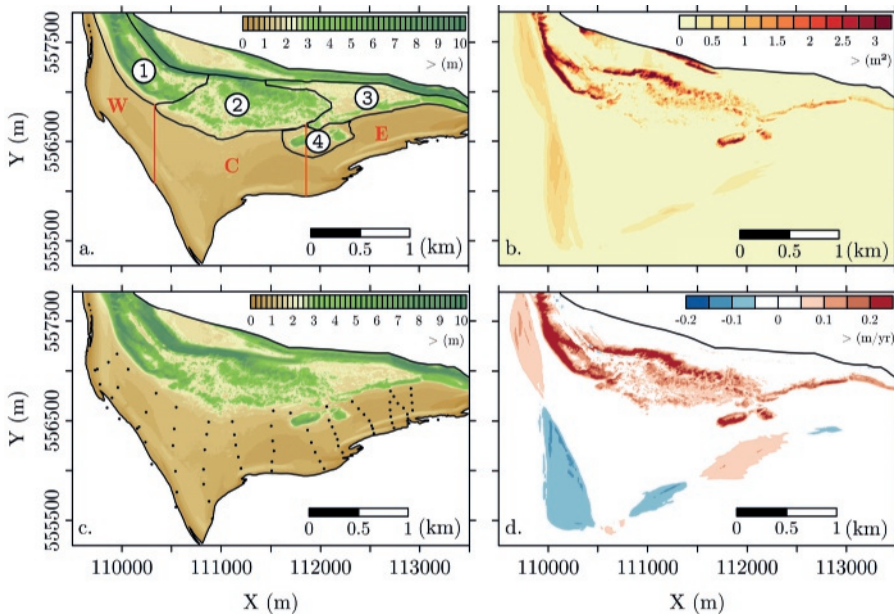 0 1 2 3 4 5 6 7 8 9 10
> (m)
1
2
3
4
W
C
E
0 0.5 1 (km)
a.
Y (m)
557500
556500
555500
0 0.5 1 1.5 2 2.5 3
> (m²)
0 0.5 1 (km)
b.
0 1 2 3 4 5 6 7 8 9 10
> (m)
0 0.5 1 (km)
c.
Y (m)
557500
556500
555500
110000 111000 112000 113000
X (m)
-0.2 -0.1 0 0.1 0.2
> (m/yr)
0 0.5 1 (km)
d.
110000 111000 112000 113000
X (m)